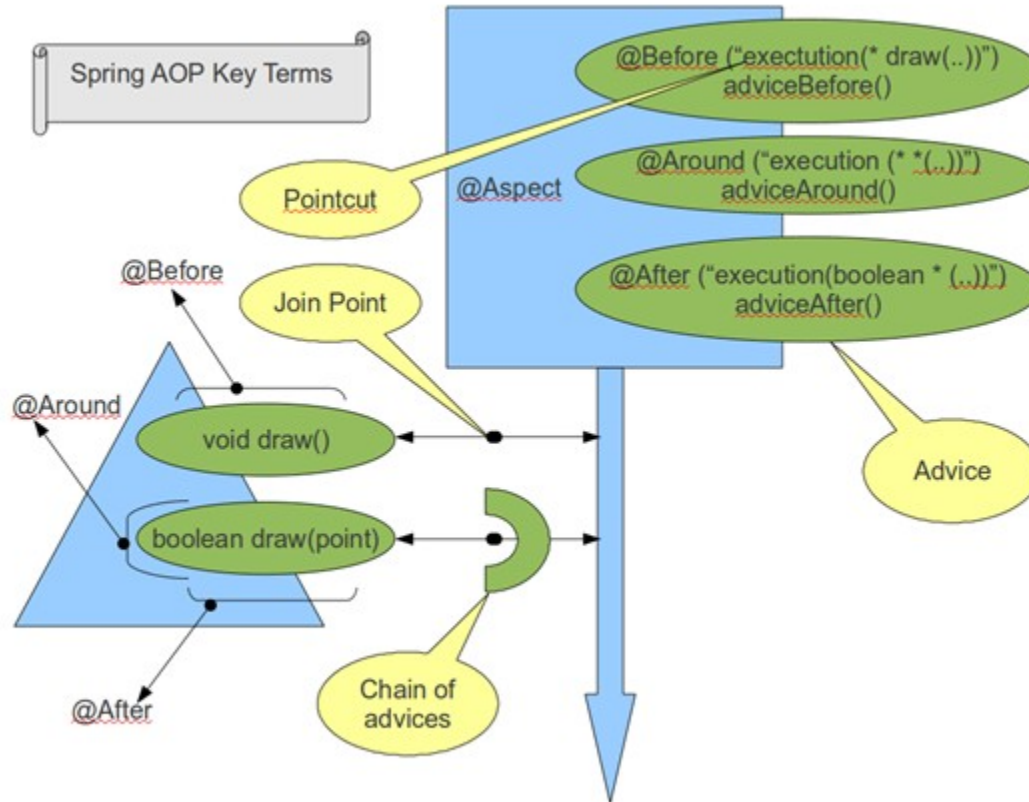 Spring AOP Key Terms
@Before (“exectution(* draw(..))”)
adviceBefore()
Pointcut
@Aspect
@Around (“execution (* *(..))”)
adviceAround()
@Before
Join Point
@After (“execution(boolean * (..))”)
adviceAfter()
@Around
void draw()
Advice
boolean draw(point)
Chain of
advices
@After